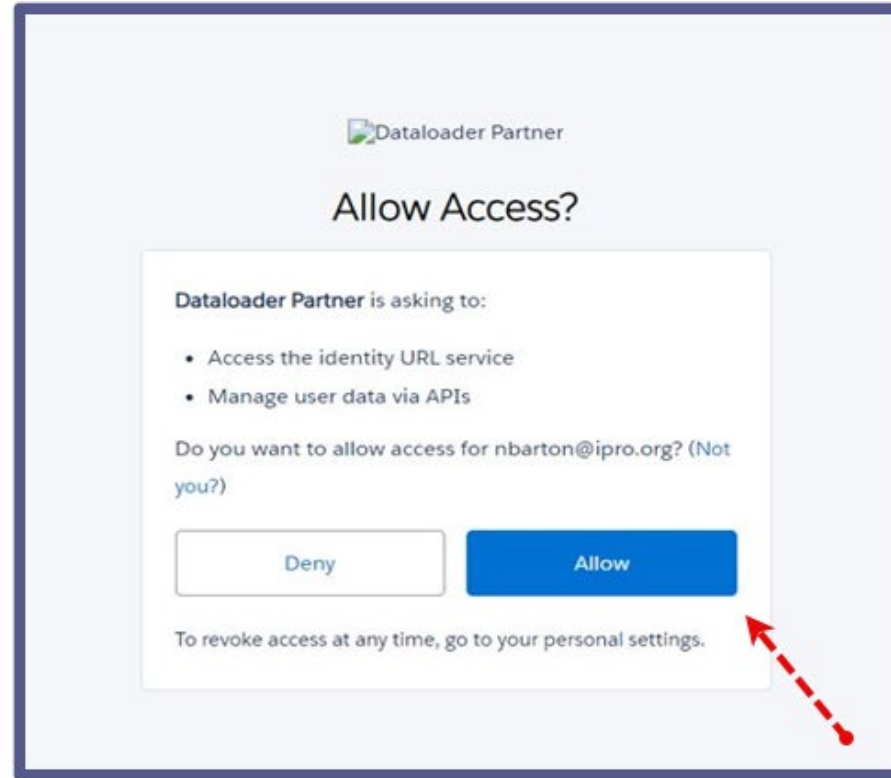 Dataloader Partner
Allow Access?
Dataloader Partner is asking to:
• Access the identity URL service
• Manage user data via APIs
Do you want to allow access for nbarton@ipro.org? (Not
you?)
Deny
Allow
To revoke access at any time, go to your personal settings.